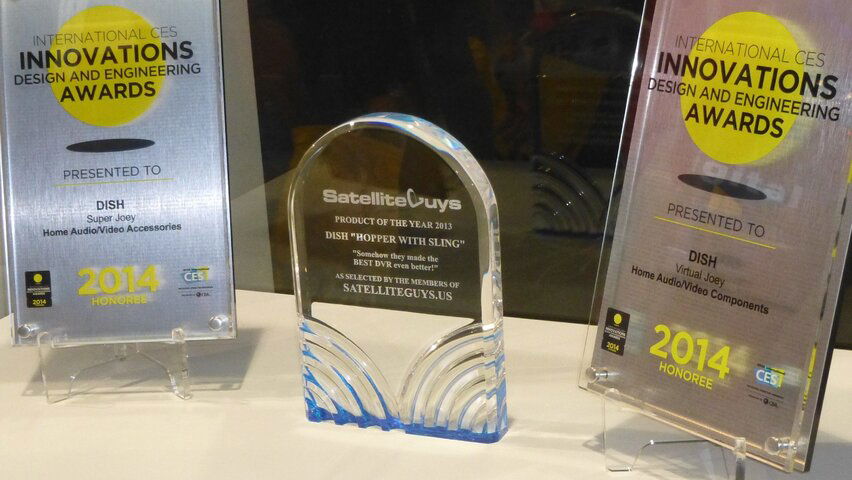 INTERNATIONAL CES
INNOVATIONS
DESIGN AND ENGINEERING
AWARDS
PRESENTED TO
DISH
Super Joey
Home Audio/Video Accessories
2014
HONOREE
2014
CES
SatelliteGuys
PRODUCT OF THE YEAR 2013
DISH "HOPPER WITH SLING"
"Somehow they made the
BEST DVR even better!"
AS SELECTED BY THE MEMBERS OF
SATELLITEGUYS.US
INTERNATIONAL CES
INNOVATIONS
DESIGN AND ENGINEERING
AWARDS
PRESENTED TO
DISH
Virtual Joey
Home Audio/Video Components
2014
HONOREE
2014
CES